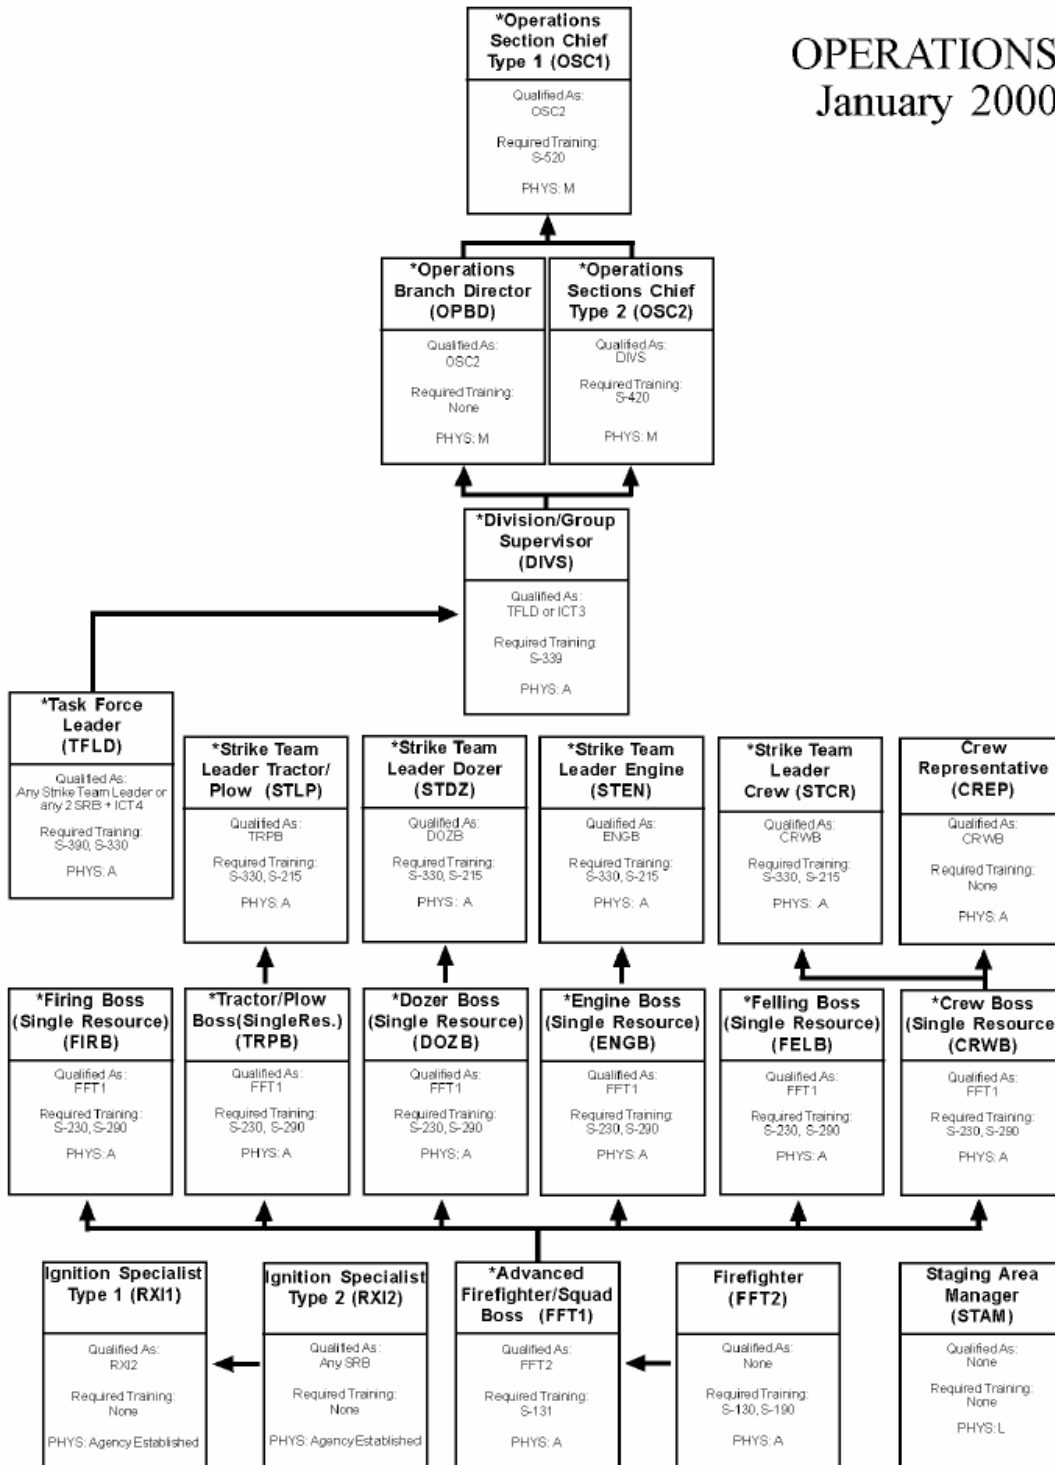 OPERATIONS
January 2000
*Operations
Section Chief
Type 1 (OSC1)
Qualified As:
OSC2
Required Training:
S-520
PHYS: M
*Operations
Branch Director
(OPBD)
Qualified As:
OSC2
Required Training:
None
PHYS: M
*Operations
Sections Chief
Type 2 (OSC2)
Qualified As:
DIVS
Required Training:
S-420
PHYS: M
*Division/Group
Supervisor
(DIVS)
Qualified As:
TFLD or ICT3
Required Training:
S-339
PHYS: A
*Task Force
Leader
(TFLD)
Qualified As:
Any Strike Team Leader or
any 2 SRB + ICT4
Required Training:
S-390, S-330
PHYS: A
*Strike Team
Leader Tractor/
Plow (STLP)
Qualified As:
TRPB
Required Training:
S-330, S-215
PHYS: A
*Strike Team
Leader Dozer
(STDZ)
Qualified As:
DOZB
Required Training:
S-330, S-215
PHYS: A
*Strike Team
Leader Engine
(STEN)
Qualified As:
ENGB
Required Training:
S-330, S-215
PHYS: A
*Strike Team
Leader
Crew (STCR)
Qualified As:
CRWB
Required Training:
S-330, S-215
PHYS: A
Crew
Representative
(CREP)
Qualified As:
CRWB
Required Training:
None
PHYS: A
*Firing Boss
(Single Resource)
(FIRB)
Qualified As:
FFT1
Required Training:
S-230, S-290
PHYS: A
*Tractor/Plow
Boss(SingleRes.)
(TRPB)
Qualified As:
FFT1
Required Training:
S-230, S-290
PHYS: A
*Dozer Boss
(Single Resource)
(DOZB)
Qualified As:
FFT1
Required Training:
S-230, S-290
PHYS: A
*Engine Boss
(Single Resource)
(ENGB)
Qualified As:
FFT1
Required Training:
S-230, S-290
PHYS: A
*Felling Boss
(Single Resource)
(FELB)
Qualified As:
FFT1
Required Training:
S-230, S-290
PHYS: A
*Crew Boss
(Single Resource
(CRWB)
Qualified As:
FFT1
Required Training:
S-230, S-290
PHYS: A
Ignition Specialist
Type 1 (RXI1)
Qualified As:
RXI2
Required Training:
None
PHYS: Agency Established
Ignition Specialist
Type 2 (RXI2)
Qualified As:
Any SRB
Required Training:
None
PHYS: Agency Established
*Advanced
Firefighter/Squad
Boss (FFT1)
Qualified As:
FFT2
Required Training:
S-131
PHYS: A
Firefighter
(FFT2)
Qualified As:
None
Required Training:
S-130, S-190
PHYS: A
Staging Area
Manager
(STAM)
Qualified As:
None
Required Training:
None
PHYS: L